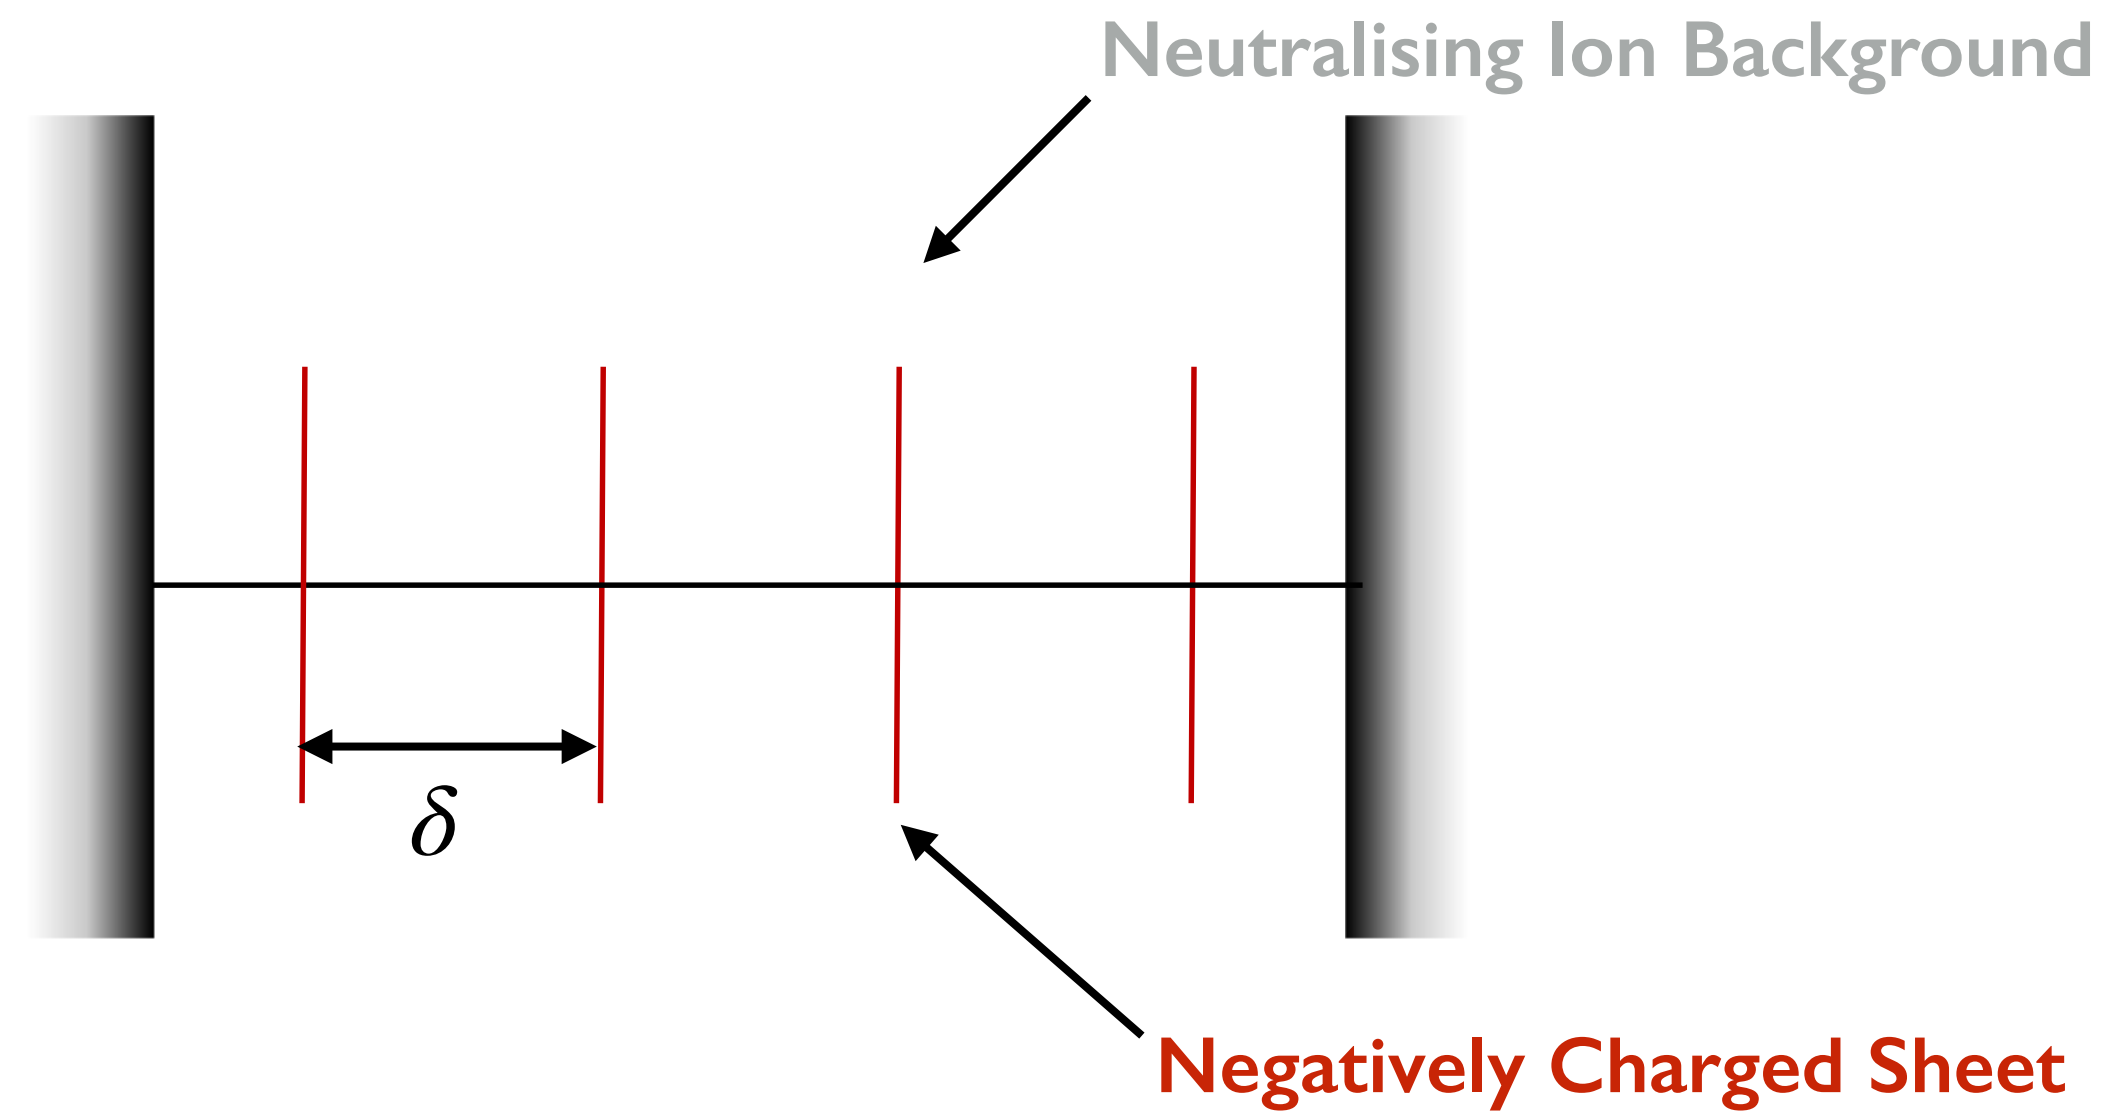 Neutralising Ion Background
δ
Negatively Charged Sheet